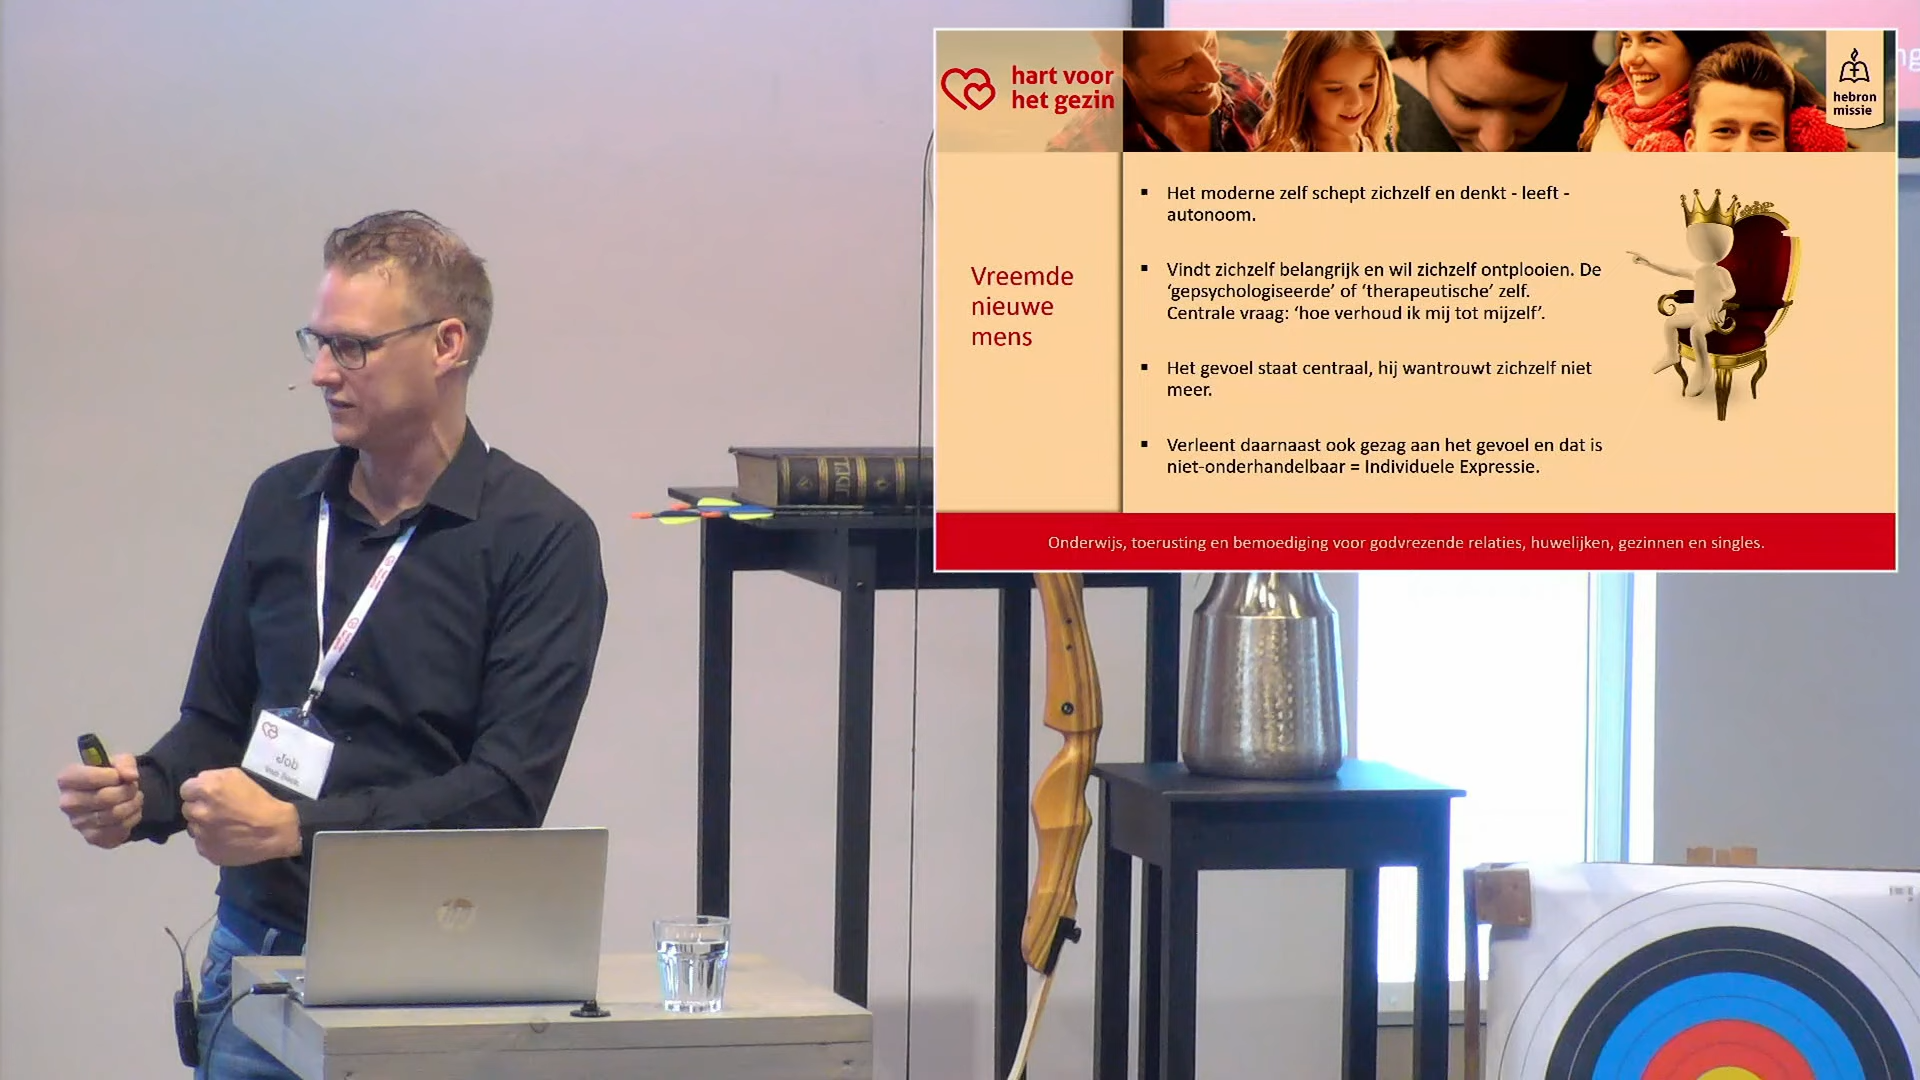 hart voor
het gezin
hebron
missie
Vreemde
nieuwe
mens
▪ Het moderne zelf schept zichzelf en denkt - leeft -
autonoom.
▪ Vindt zichzelf belangrijk en wil zichzelf ontplooien. De
‘gepsychologiseerde’ of ‘therapeutische’ zelf.
Centrale vraag: ‘hoe verhoud ik mij tot mijzelf’.
▪ Het gevoel staat centraal, hij wantrouwt zichzelf niet
meer.
▪ Verleent daarnaast ook gezag aan het gevoel en dat is
niet-onderhandelbaar = Individuele Expressie.
Onderwijs, toerusting en bemoediging voor godvrezende relaties, huwelijken, gezinnen en singles.
BIJBEL
Job
hp